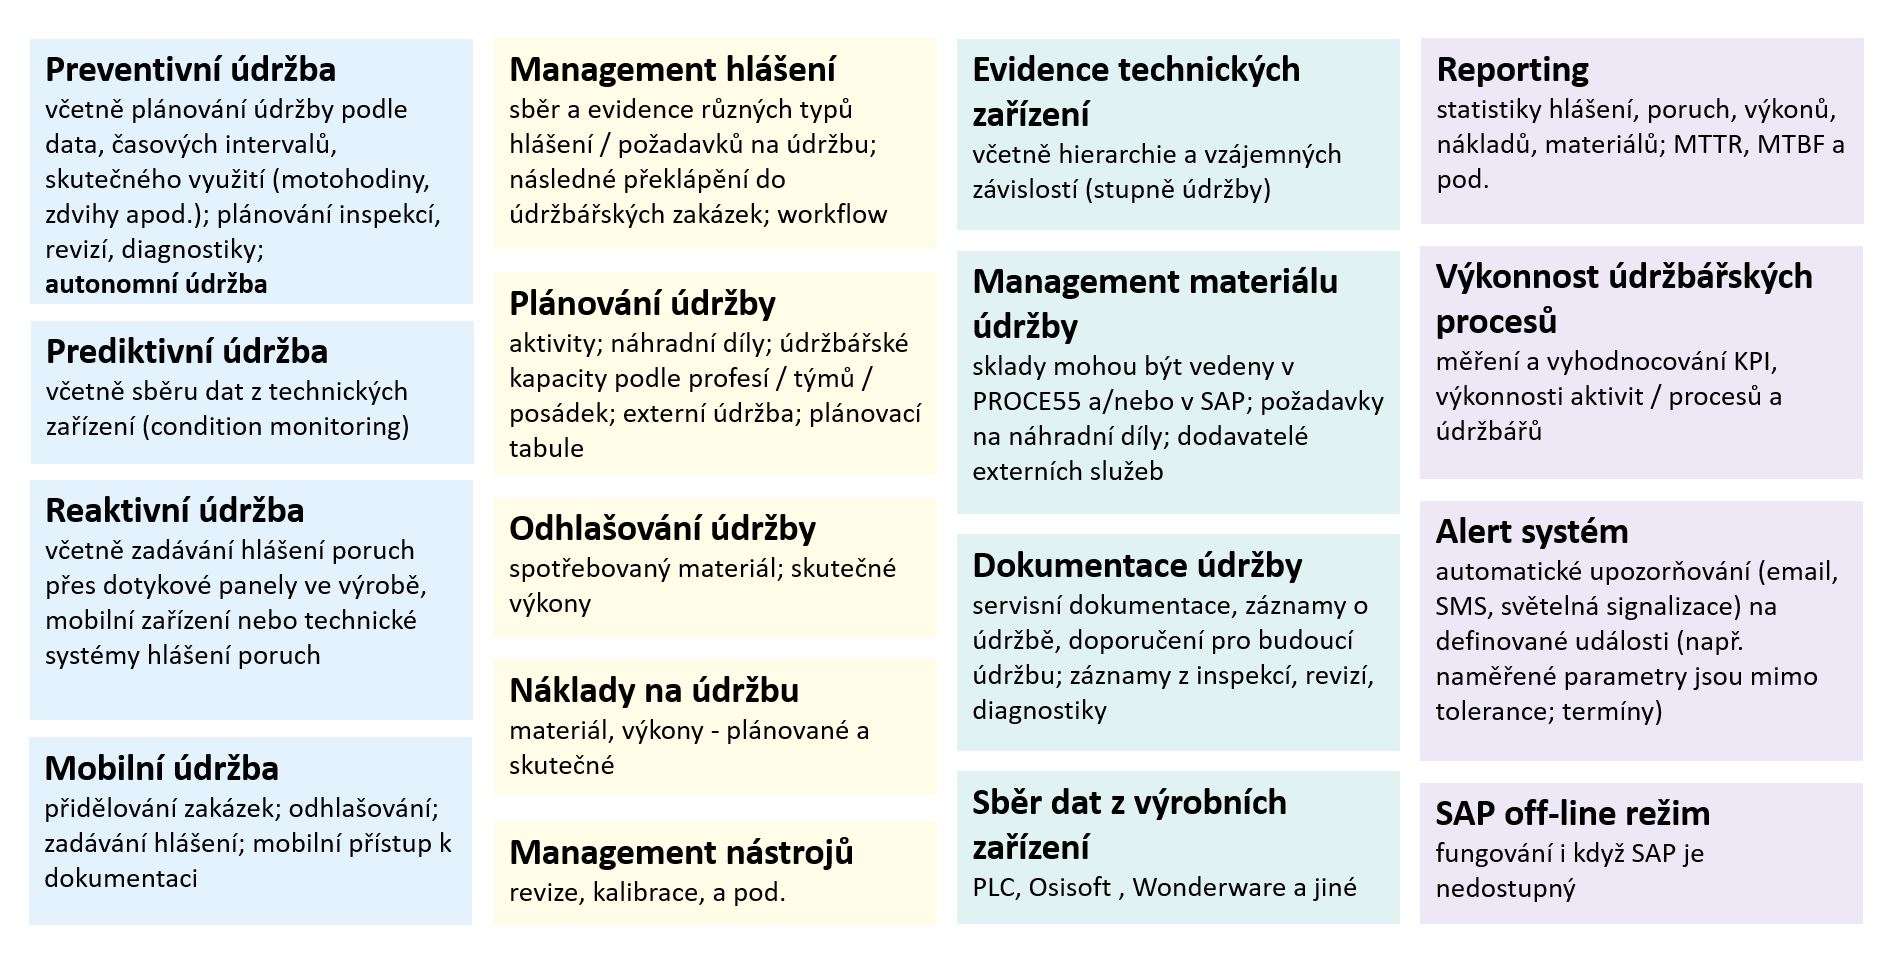 Preventivní údržba
včetně plánování údržby podle
data, časových intervalů,
skutečného využití (motohodiny,
zdvihy apod.); plánování inspekcí,
revizí, diagnostiky;
autonomní údržba
Prediktivní údržba
včetně sběru dat z technických
zařízení (condition monitoring)
Reaktivní údržba
včetně zadávání hlášení poruch
přes dotykové panely ve výrobě,
mobilní zařízení nebo technické
systémy hlášení poruch
Mobilní údržba
přidělování zakázek; odhlašování;
zadávání hlášení; mobilní přístup k
dokumentaci
Management hlášení
sběr a evidence různých typů
hlášení / požadavků na údržbu;
následné překlápění do
údržbářských zakázek; workflow
Plánování údržby
aktivity; náhradní díly; údržbářské
kapacity podle profesí / týmů /
posádek; externí údržba; plánovací
tabule
Odhlašování údržby
spotřebovaný materiál; skutečné
výkony
Náklady na údržbu
materiál, výkony - plánované a
skutečné
Management nástrojů
revize, kalibrace, a pod.
Evidence technických
zařízení
včetně hierarchie a vzájemných
závislostí (stupně údržby)
Management materiálu
údržby
sklady mohou být vedeny v
PROCE55 a/nebo v SAP; požadavky
na náhradní díly; dodavatelé
externích služeb
Dokumentace údržby
servisní dokumentace, záznamy o
údržbě, doporučení pro budoucí
údržbu; záznamy z inspekcí, revizí,
diagnostiky
Sběr dat z výrobních
zařízení
PLC, Osisoft , Wonderware a jiné
Reporting
statistiky hlášení, poruch, výkonů,
nákladů, materiálů; MTTR, MTBF a
pod.
Výkonnost údržbářských
procesů
měření a vyhodnocování KPI,
výkonnosti aktivit / procesů a
údržbářů
Alert systém
automatické upozorňování (email,
SMS, světelná signalizace) na
definované události (např.
naměřené parametry jsou mimo
tolerance; termíny)
SAP off-line režim
fungování i když SAP je
nedostupný